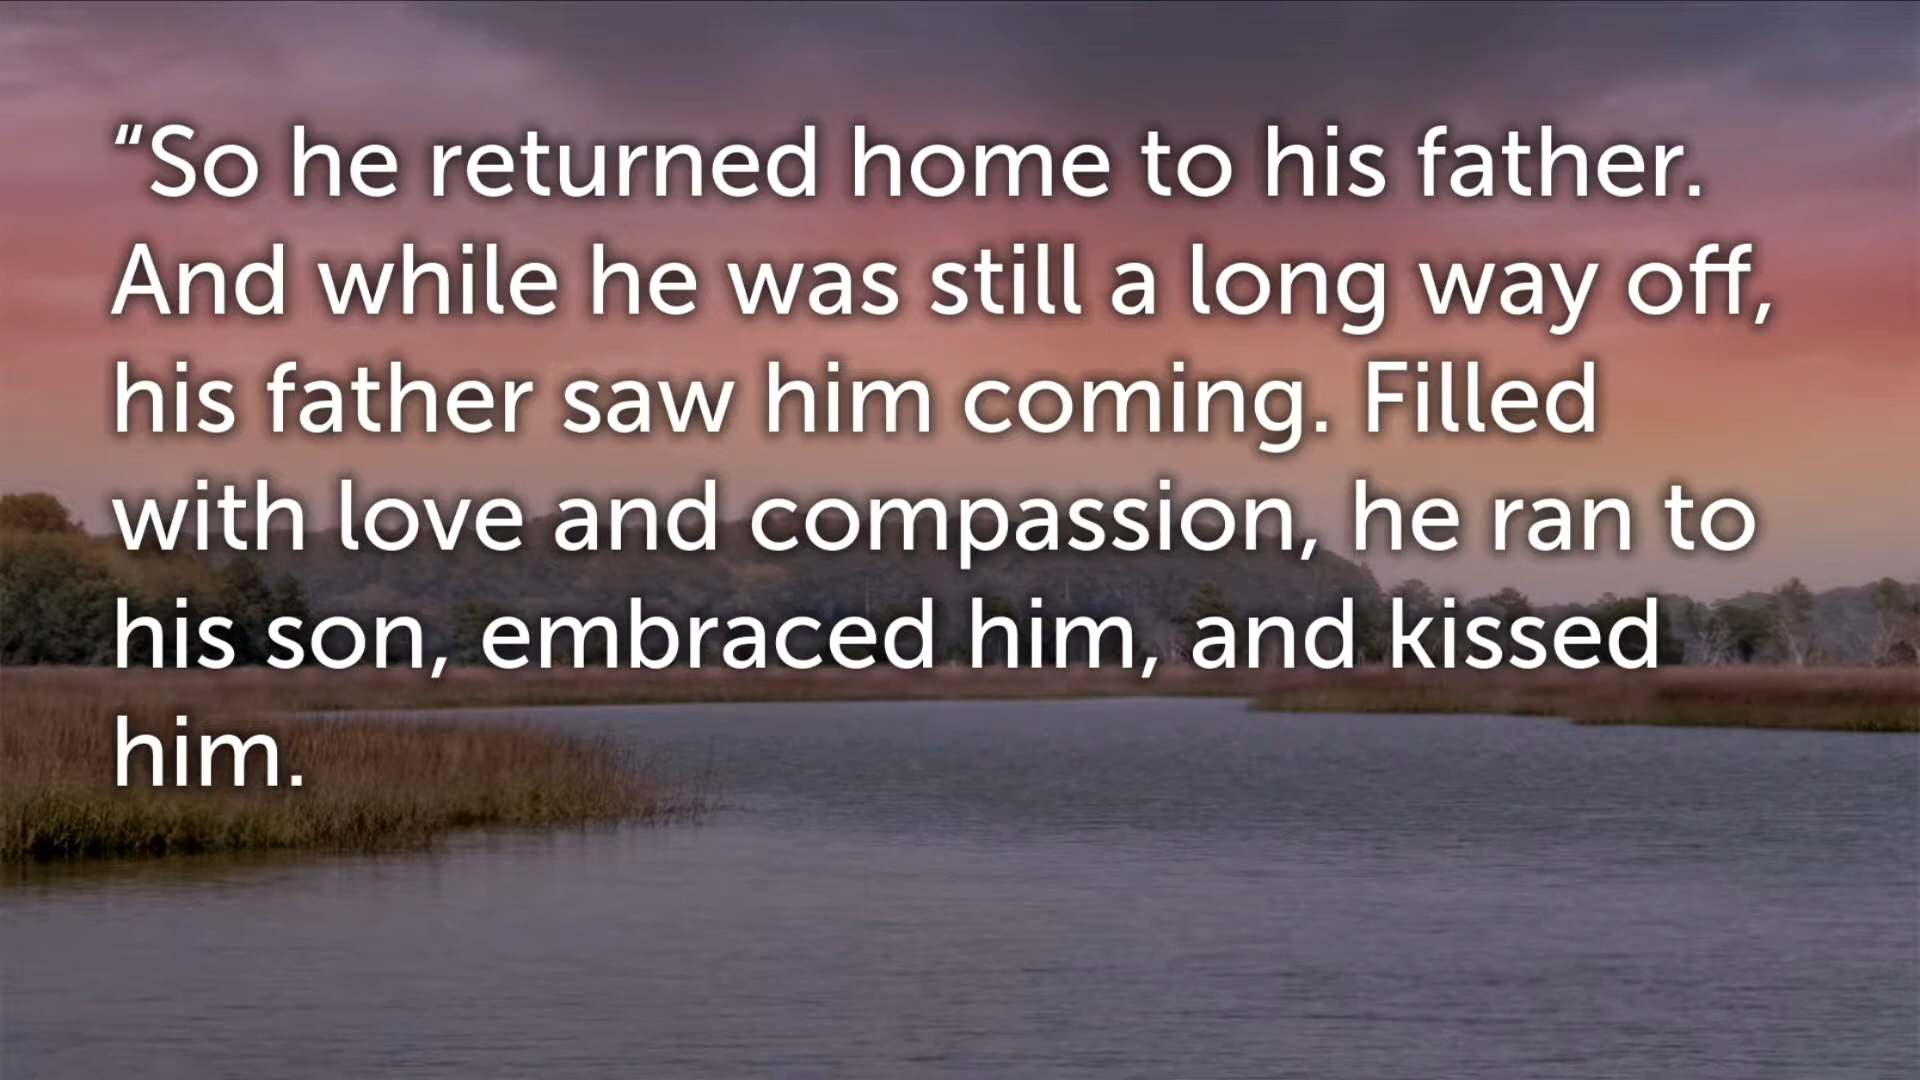 “So he returned home to his father.
And while he was still a long way off,
his father saw him coming. Filled
with love and compassion, he ran to
his son, embraced him, and kissed
him.